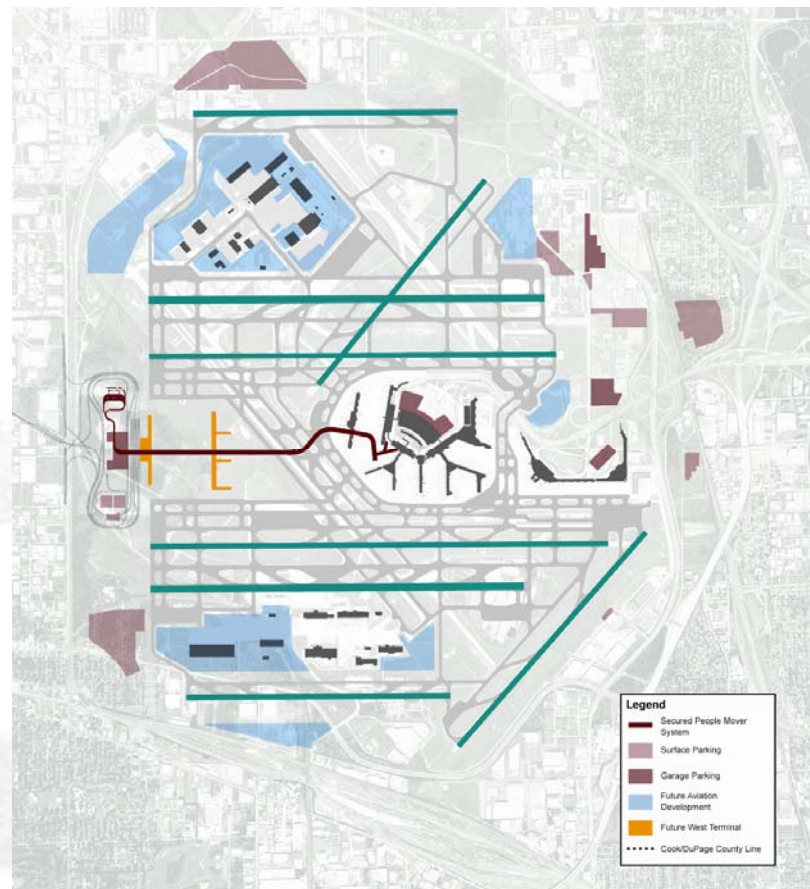 Legend
Secured People Mover
System
Surface Parking
Garage Parking
Future Aviation
Development
Future West Terminal
Cook/DuPage County Line